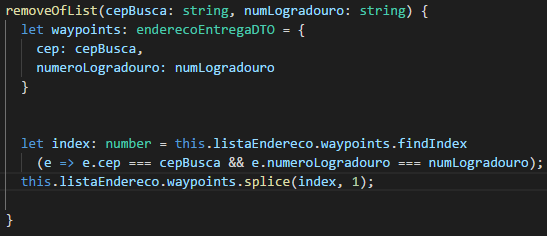 removeOfList(cepBusca: string, numLogradouro: string) {
let waypoints: enderecoEntregaDTO = {
cep: cepBusca,
numeroLogradouro: numLogradouro
}
let index: number = this.listaEndereco.waypoints.findIndex
(e => e.cep === cepBusca && e.numeroLogradouro === numLogradouro);
this.listaEndereco.waypoints.splice(index, 1);
}